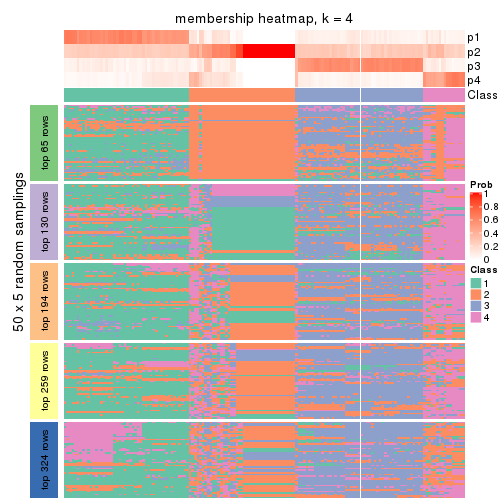 membership heatmap, k = 4
p1
p2
p3
p4
Class
50 x 5 random samplings
top 65 rows
top 130 rows
top 194 rows
top 259 rows
top 324 rows
Prob
1
0.8
0.6
0.4
0.2
0
Class
1
2
3
4